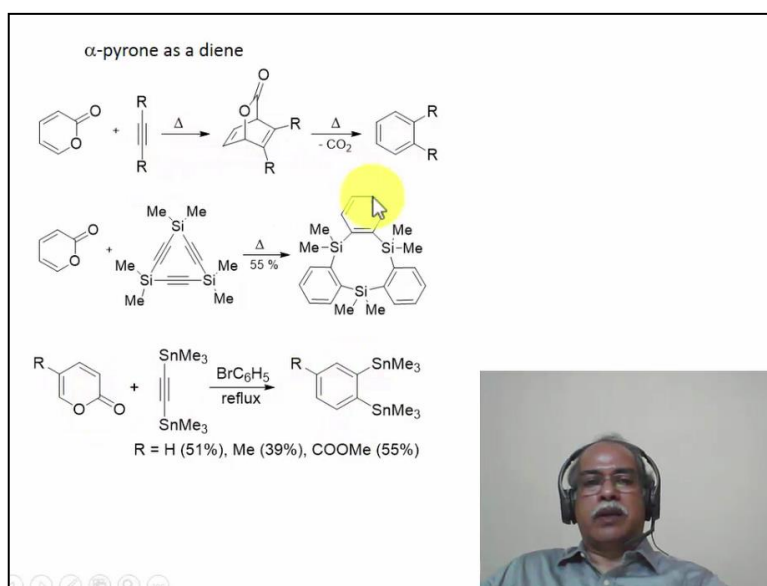 α-pyrone as a diene
O
O
+
R
R
Δ
O
O
R
R
Δ
- CO2
R
R
O
O
+
Me Me
Si
Me
Si
Me
Me
Si
Me
Δ
55 %
Me
Me Si
Me
Si Me
Si
Me Me
R
O O
+
SnMe3
SnMe3
BrC6H5
reflux
R
SnMe3
SnMe3
R = H (51%), Me (39%), COOMe (55%)